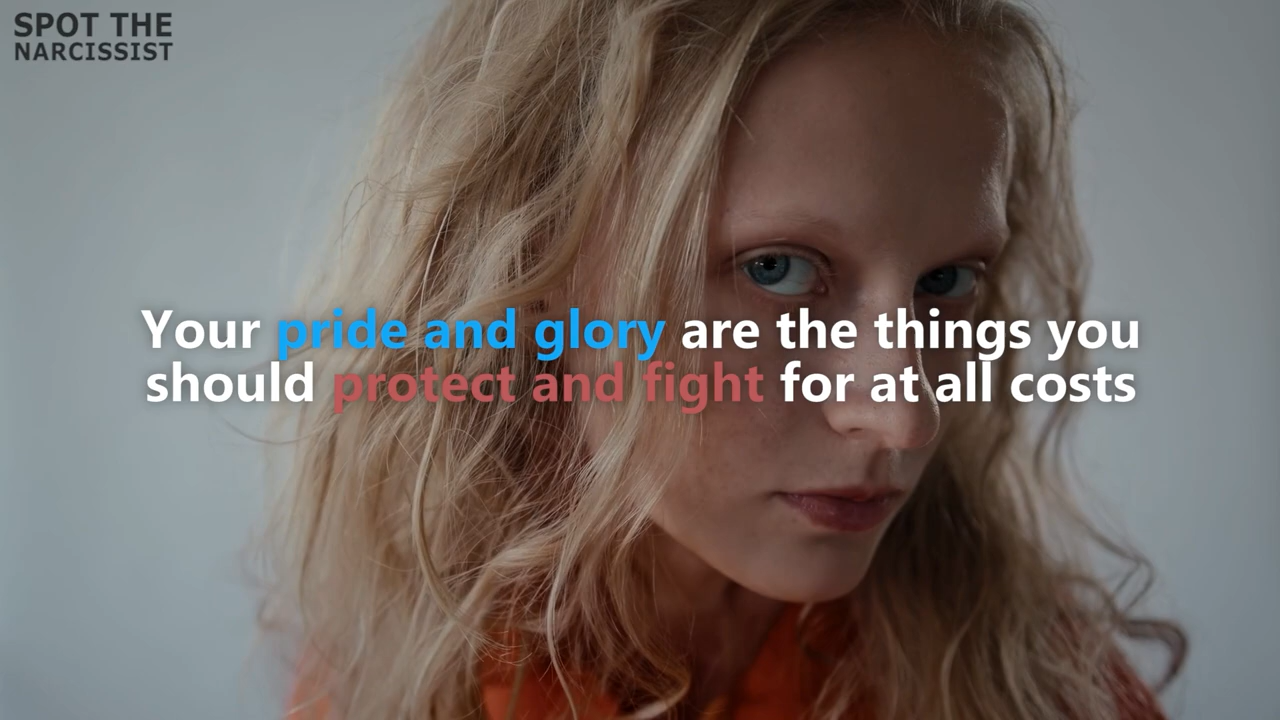 SPOT THE
NARCISSIST
Your pride and glory are the things you
should protect and fight for at all costs